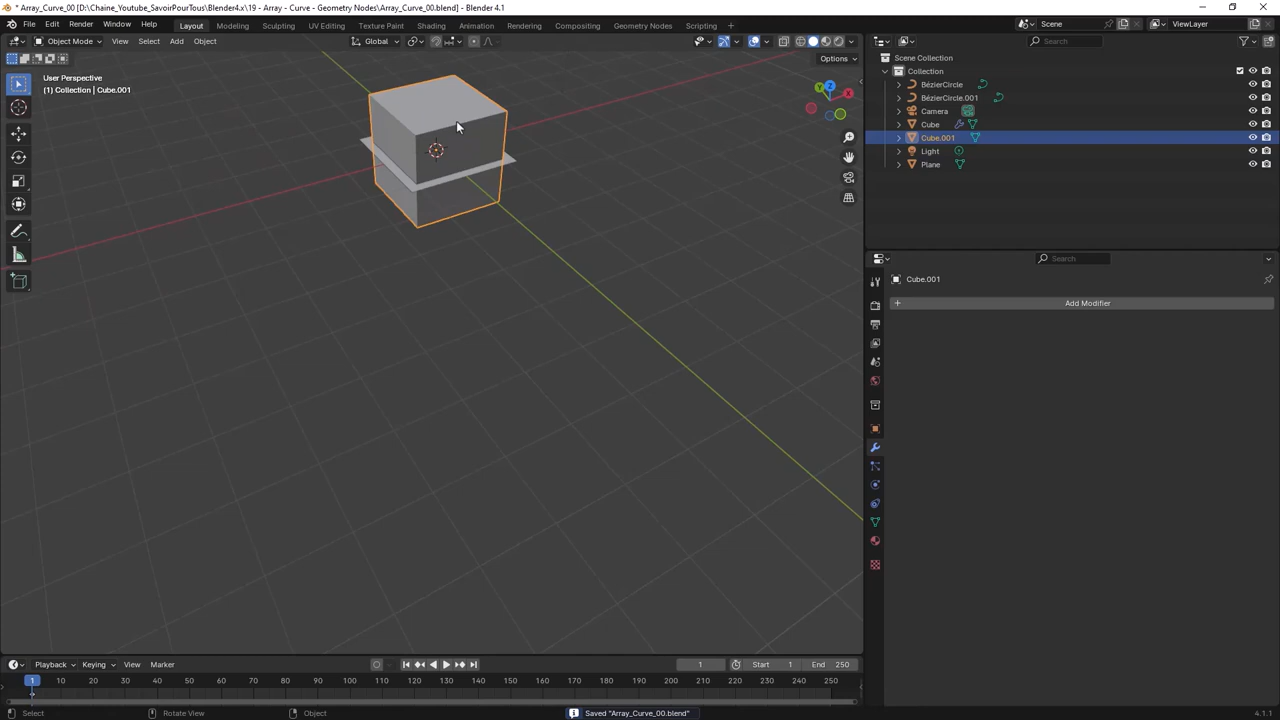 * Array_Curve_00 [D:\Chaine_Youtube_SavoirPourTous\Blender4.x\19 - Array - Curve - Geometry Nodes\Array_Curve_00.blend] - Blender 4.1
File Edit Render Window Help Layout Modeling Sculpting UV Editing Texture Paint Shading Animation Rendering Compositing Geometry Nodes Scripting Scene ViewLayer
Object Mode View Select Add Object Global Search
Options
User Perspective
(1) Collection | Cube.001
Scene Collection
Collection
BézierCircle
BézierCircle.001
Camera
Cube
Cube.001
Light
Plane
X
Y
Z
Search
Cube.001
Add Modifier
Playback Keying View Marker 1 Start 1 End 250
1 10 20 30 40 50 60 70 80 90 100 110 120 130 140 150 160 170 180 190 200 210 220 230 240 250
Select Rotate View Object Saved "Array_Curve_00.blend" 4.1.1